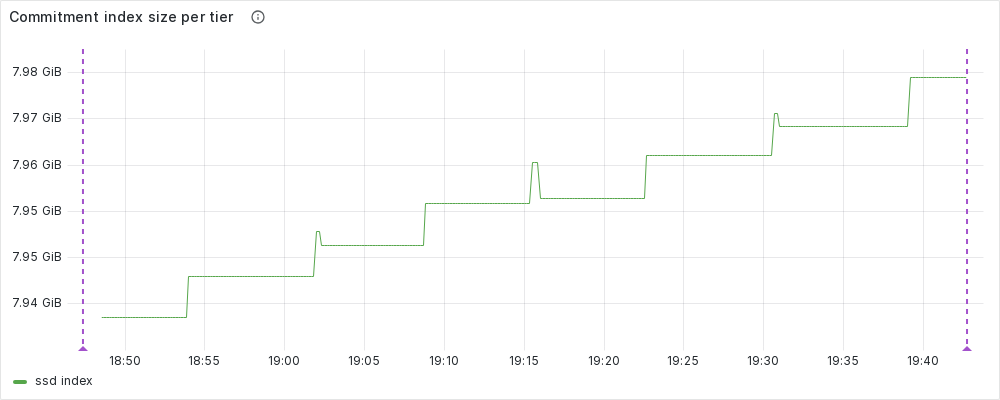 Commitment index size per tier
7.98 GiB
7.97 GiB
7.96 GiB
7.95 GiB
7.95 GiB
7.94 GiB
18:50 18:55 19:00 19:05 19:10 19:15 19:20 19:25 19:30 19:35 19:40
ssd index